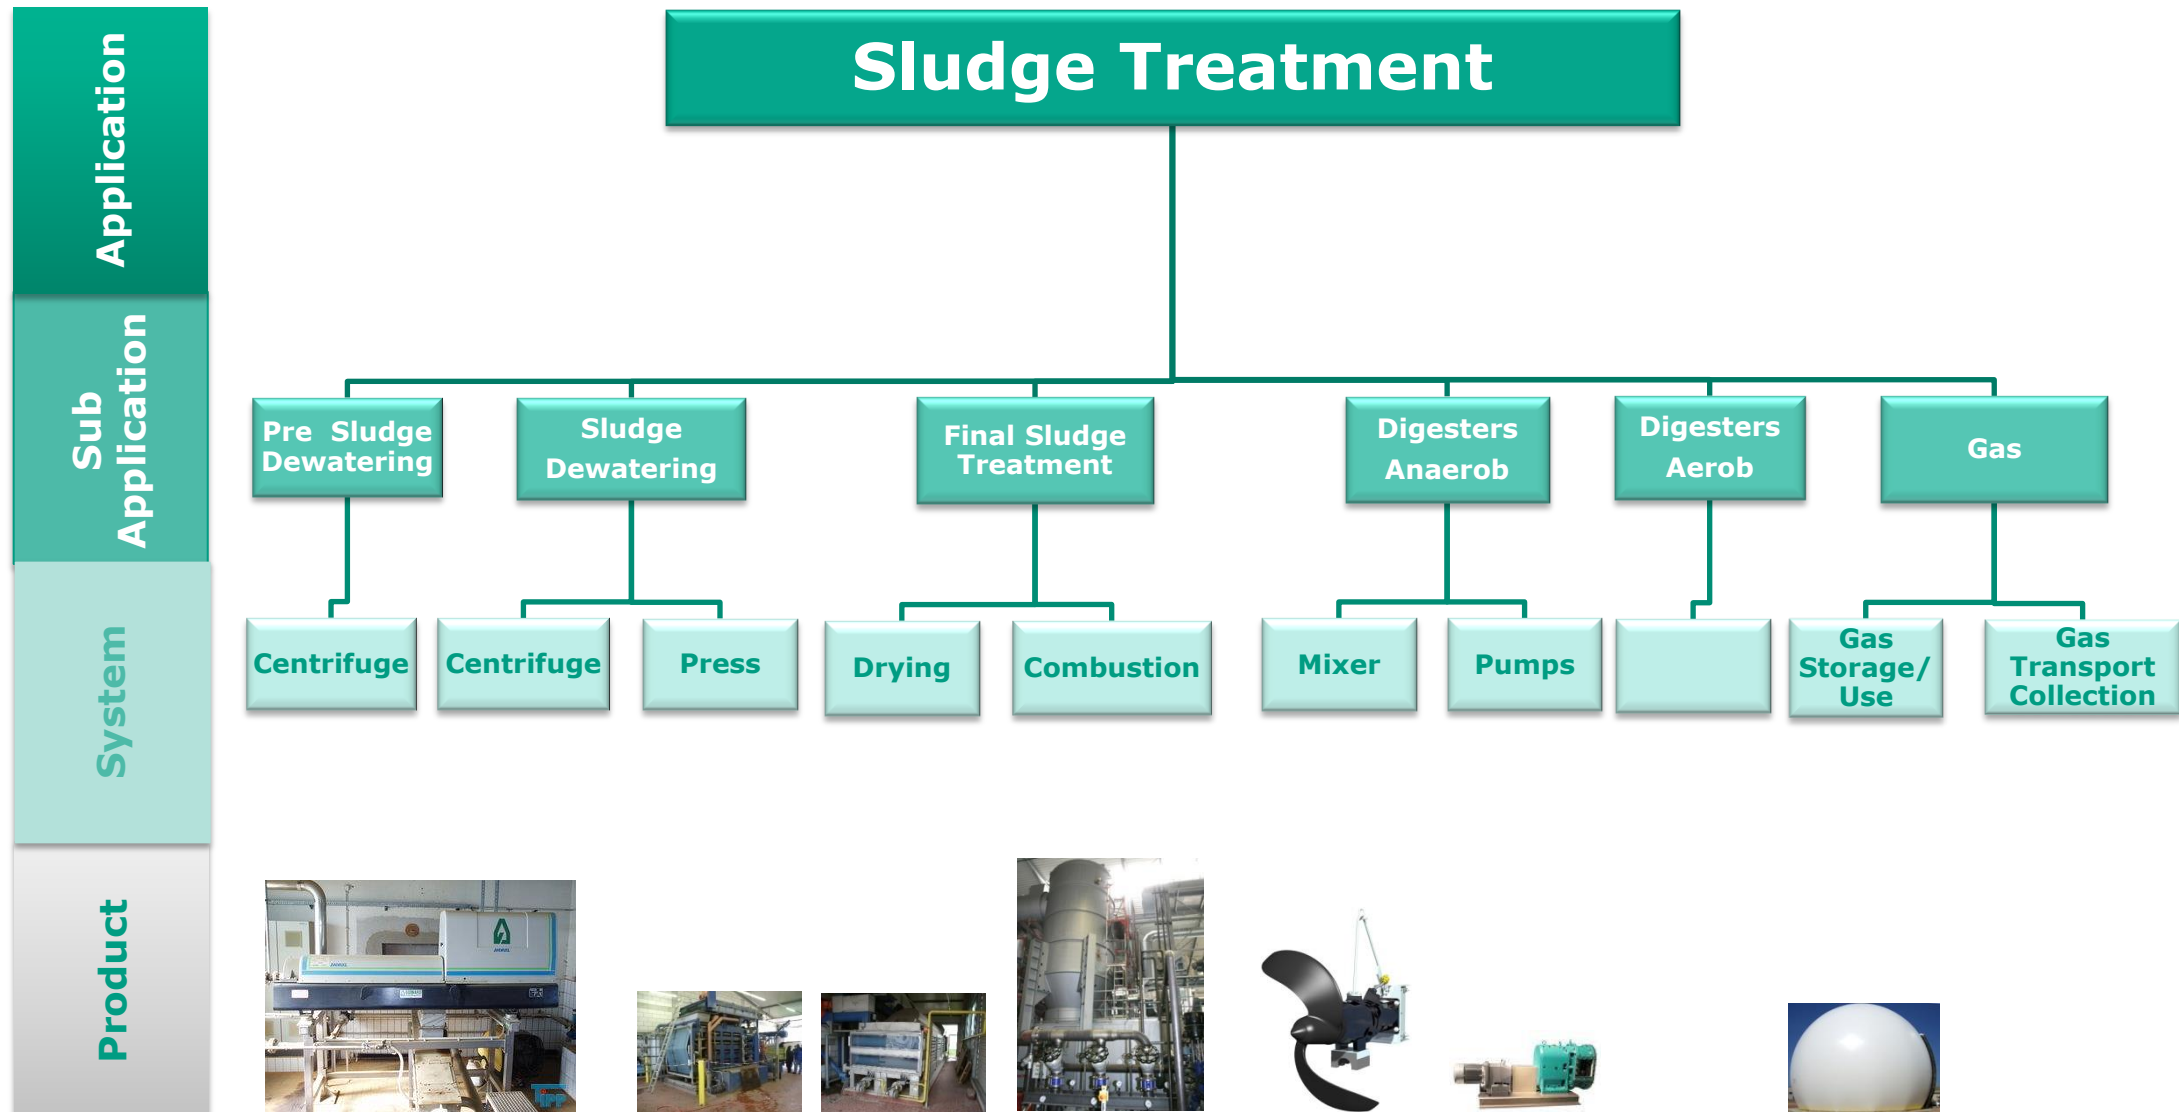 Application
Sub
Application
System
Product
Sludge Treatment
Pre Sludge
Dewatering
Sludge
Dewatering
Final Sludge
Treatment
Digesters
Anaerob
Digesters
Aerob
Gas
Centrifuge
Centrifuge
Press
Drying
Combustion
Mixer
Pumps
Gas
Storage/
Use
Gas
Transport
Collection
TIPP